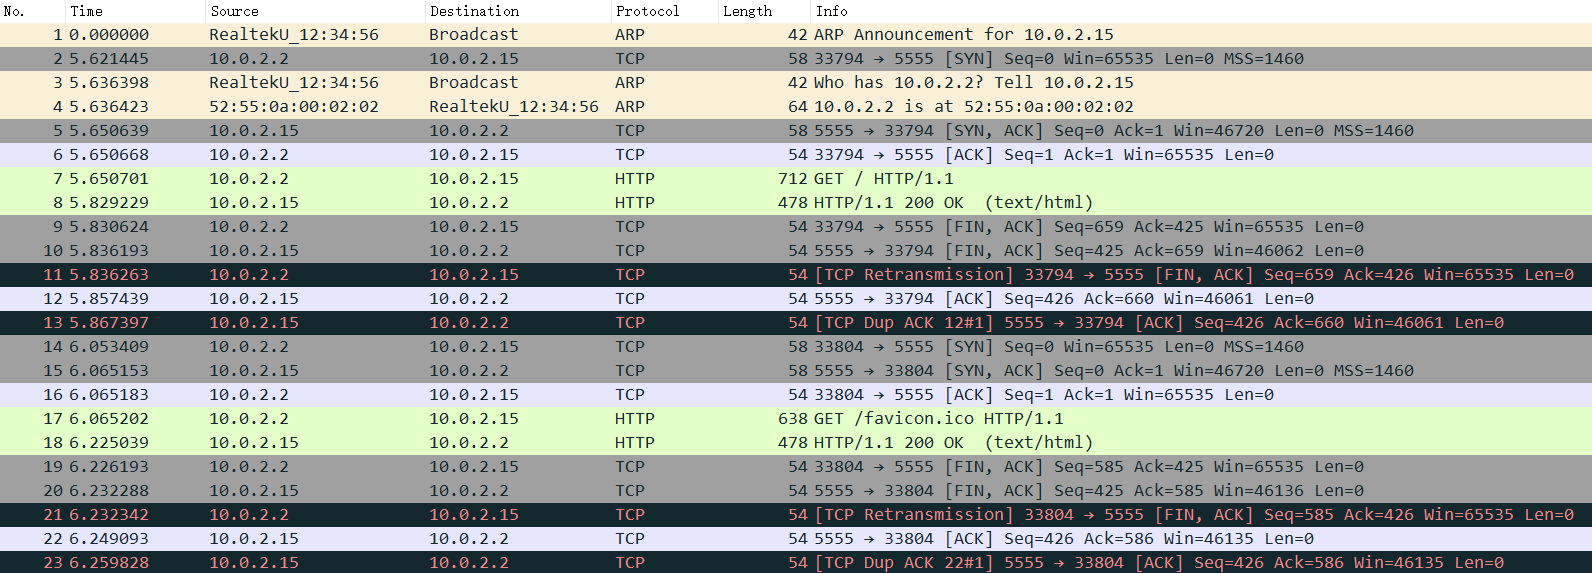 No. Time Source Destination Protocol Length Info
1 0.000000 RealtekU_12:34:56 Broadcast ARP 42 ARP Announcement for 10.0.2.15
2 5.621445 10.0.2.2 10.0.2.15 TCP 58 33794 → 5555 [SYN] Seq=0 Win=65535 Len=0 MSS=1460
3 5.636398 RealtekU_12:34:56 Broadcast ARP 42 Who has 10.0.2.2? Tell 10.0.2.15
4 5.636423 52:55:0a:00:02:02 RealtekU_12:34:56 ARP 64 10.0.2.2 is at 52:55:0a:00:02:02
5 5.650639 10.0.2.15 10.0.2.2 TCP 58 5555 → 33794 [SYN, ACK] Seq=0 Ack=1 Win=46720 Len=0 MSS=1460
6 5.650668 10.0.2.2 10.0.2.15 TCP 54 33794 → 5555 [ACK] Seq=1 Ack=1 Win=65535 Len=0
7 5.650701 10.0.2.2 10.0.2.15 HTTP 712 GET / HTTP/1.1
8 5.829229 10.0.2.15 10.0.2.2 HTTP 478 HTTP/1.1 200 OK (text/html)
9 5.830624 10.0.2.2 10.0.2.15 TCP 54 33794 → 5555 [FIN, ACK] Seq=659 Ack=425 Win=65535 Len=0
10 5.836193 10.0.2.15 10.0.2.2 TCP 54 5555 → 33794 [FIN, ACK] Seq=425 Ack=659 Win=46062 Len=0
11 5.836263 10.0.2.2 10.0.2.15 TCP 54 [TCP Retransmission] 33794 → 5555 [FIN, ACK] Seq=659 Ack=426 Win=65535 Len=0
12 5.857439 10.0.2.15 10.0.2.2 TCP 54 5555 → 33794 [ACK] Seq=426 Ack=660 Win=46061 Len=0
13 5.867397 10.0.2.15 10.0.2.2 TCP 54 [TCP Dup ACK 12#1] 5555 → 33794 [ACK] Seq=426 Ack=660 Win=46061 Len=0
14 6.053409 10.0.2.2 10.0.2.15 TCP 58 33804 → 5555 [SYN] Seq=0 Win=65535 Len=0 MSS=1460
15 6.065153 10.0.2.15 10.0.2.2 TCP 58 5555 → 33804 [SYN, ACK] Seq=0 Ack=1 Win=46720 Len=0 MSS=1460
16 6.065183 10.0.2.2 10.0.2.15 TCP 54 33804 → 5555 [ACK] Seq=1 Ack=1 Win=65535 Len=0
17 6.065202 10.0.2.2 10.0.2.15 HTTP 638 GET /favicon.ico HTTP/1.1
18 6.225039 10.0.2.15 10.0.2.2 HTTP 478 HTTP/1.1 200 OK (text/html)
19 6.226193 10.0.2.2 10.0.2.15 TCP 54 33804 → 5555 [FIN, ACK] Seq=585 Ack=425 Win=65535 Len=0
20 6.232288 10.0.2.15 10.0.2.2 TCP 54 5555 → 33804 [FIN, ACK] Seq=425 Ack=585 Win=46136 Len=0
21 6.232342 10.0.2.2 10.0.2.15 TCP 54 [TCP Retransmission] 33804 → 5555 [FIN, ACK] Seq=585 Ack=426 Win=65535 Len=0
22 6.249093 10.0.2.15 10.0.2.2 TCP 54 5555 → 33804 [ACK] Seq=426 Ack=586 Win=46135 Len=0
23 6.259828 10.0.2.15 10.0.2.2 TCP 54 [TCP Dup ACK 22#1] 5555 → 33804 [ACK] Seq=426 Ack=586 Win=46135 Len=0